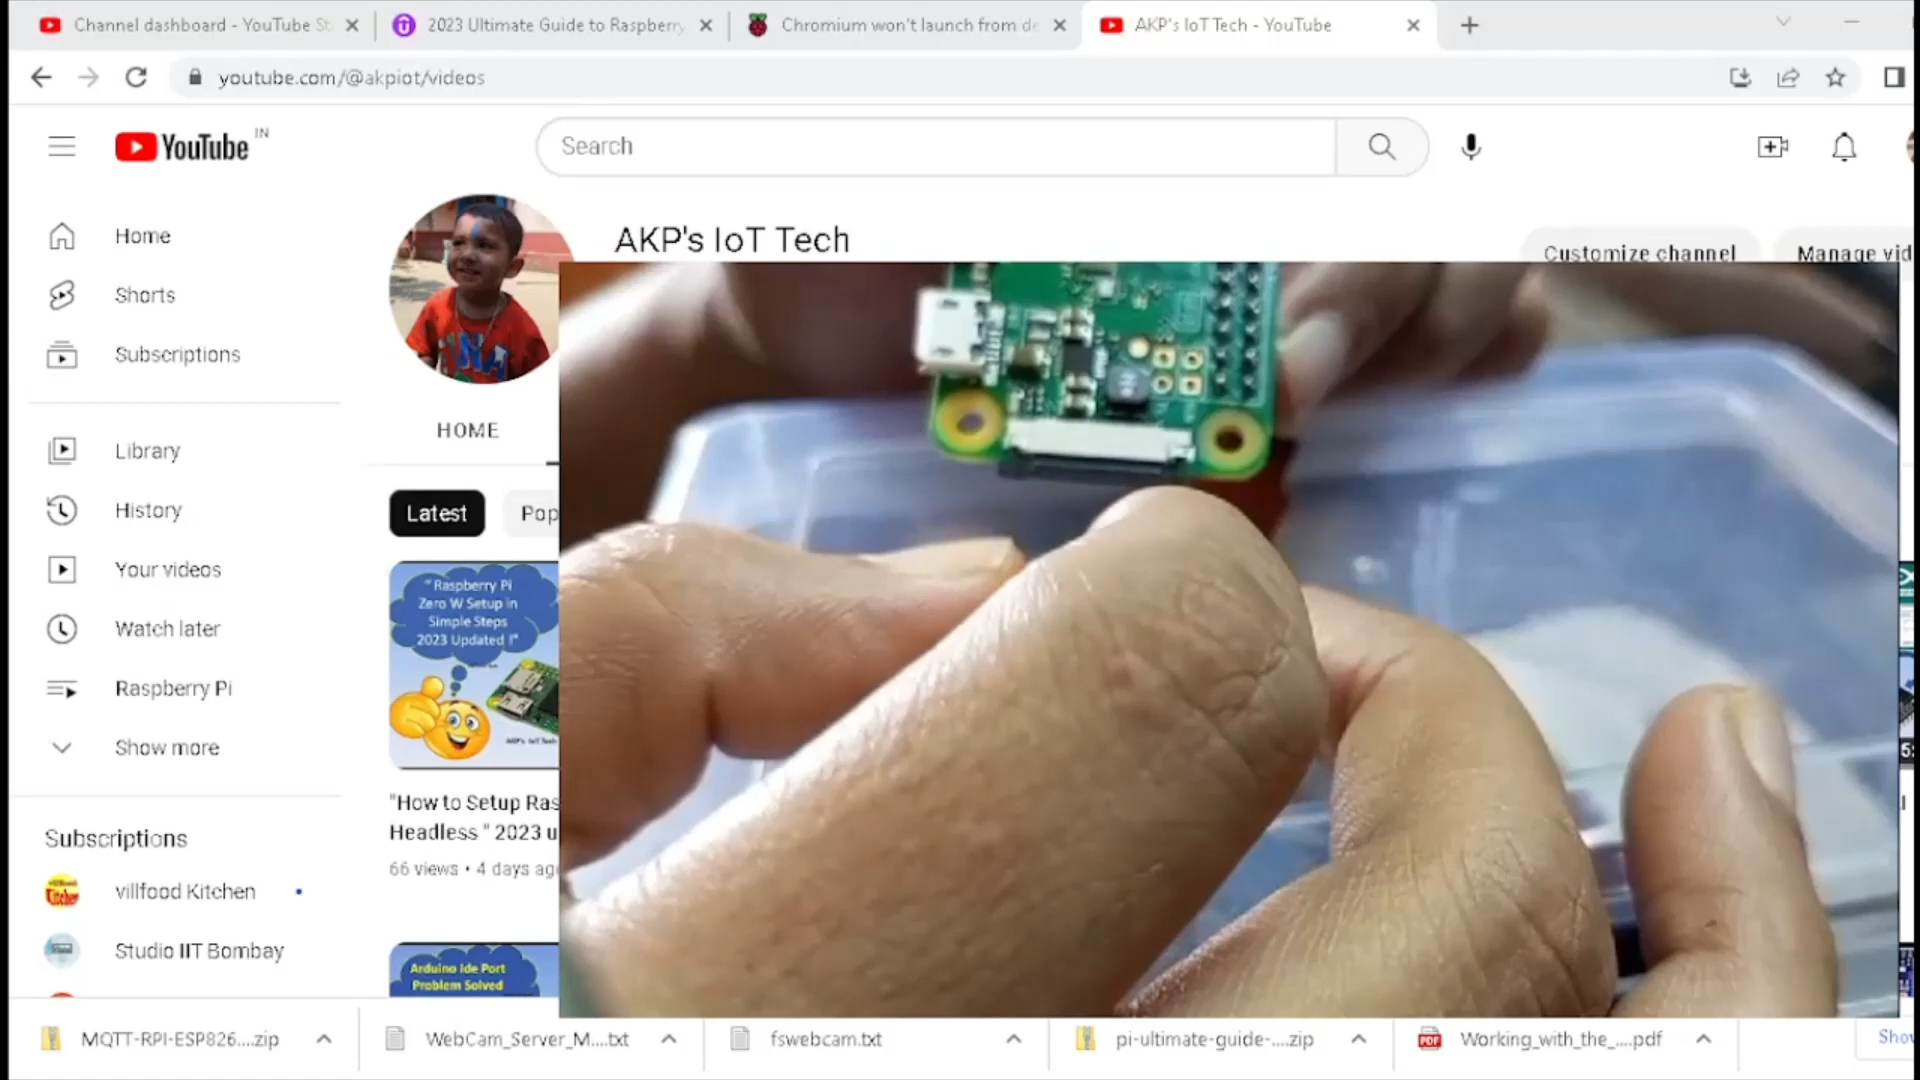 Channel dashboard - YouTube St
2023 Ultimate Guide to Raspberry
Chromium won't launch from de
AKP's IoT Tech - YouTube
youtube.com/@akpiot/videos
YouTube IN
Search
Home
Shorts
Subscriptions
Library
History
Your videos
Watch later
Raspberry Pi
Show more
Subscriptions
villfood Kitchen
Studio IIT Bombay
AKP's IoT Tech
Customize channel
Manage vid
HOME
Latest
Pop
"Raspberry Pi
Zero W Setup in
Simple Steps
2023 Updated !"
AKP's IoT Tech
"How to Setup Ras
Headless " 2023 u
66 views • 4 days ag
Arduino Ide Port
Problem Solved
MQTT-RPI-ESP826....zip
WebCam_Server_M....txt
fswebcam.txt
pi-ultimate-guide-....zip
Working_with_the_....pdf
Sho